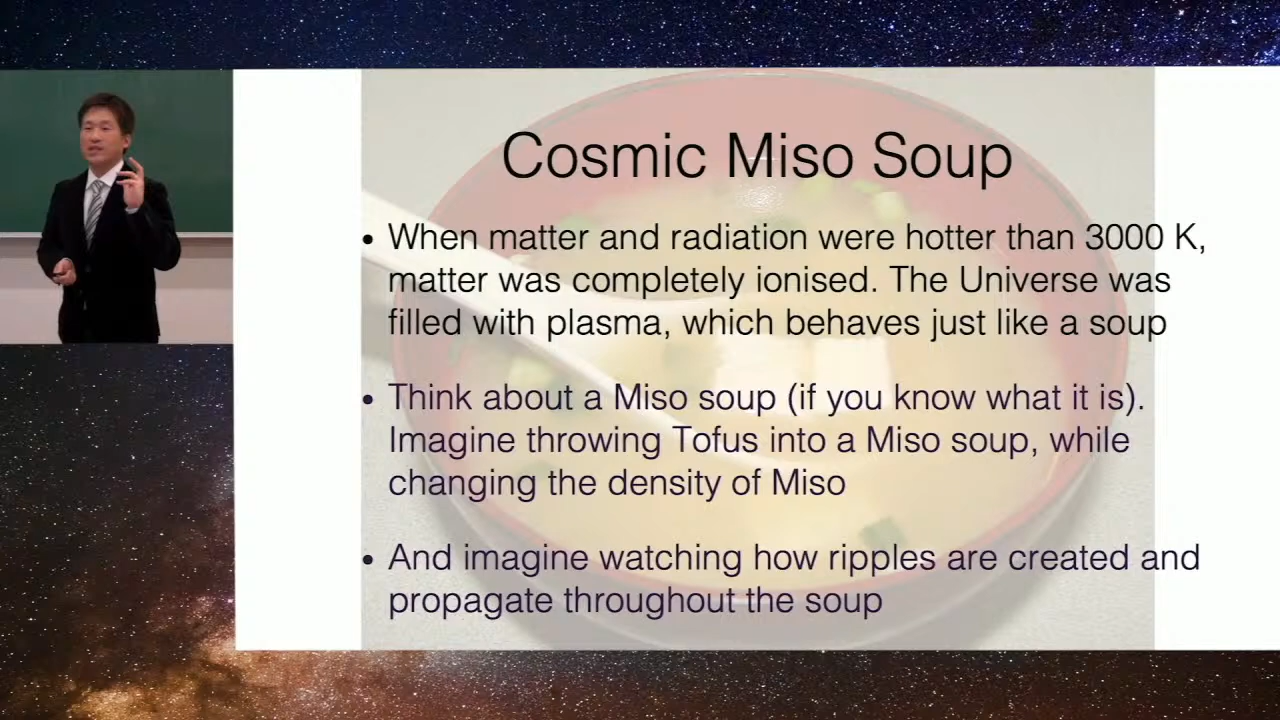 Cosmic Miso Soup
• When matter and radiation were hotter than 3000 K,
matter was completely ionised. The Universe was
filled with plasma, which behaves just like a soup
• Think about a Miso soup (if you know what it is).
Imagine throwing Tofus into a Miso soup, while
changing the density of Miso
• And imagine watching how ripples are created and
propagate throughout the soup